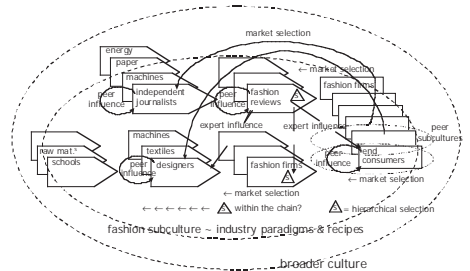 market selection
energy
paper
machines
← market selection
fashion firms
peer
influence
independent
journalists
peer
influence
fashion
reviews
S
expert influence
expert influence
peer
subcultures
machines
textiles
designers
raw mat.s
schools
peer
influence
fashion firms
S
peer
influence
end
consumers
← market selection
← market selection
← ← ← ← ← ← S within the chain?
S = hierarchical selection
fashion subculture ~ industry paradigms & recipes
broader culture